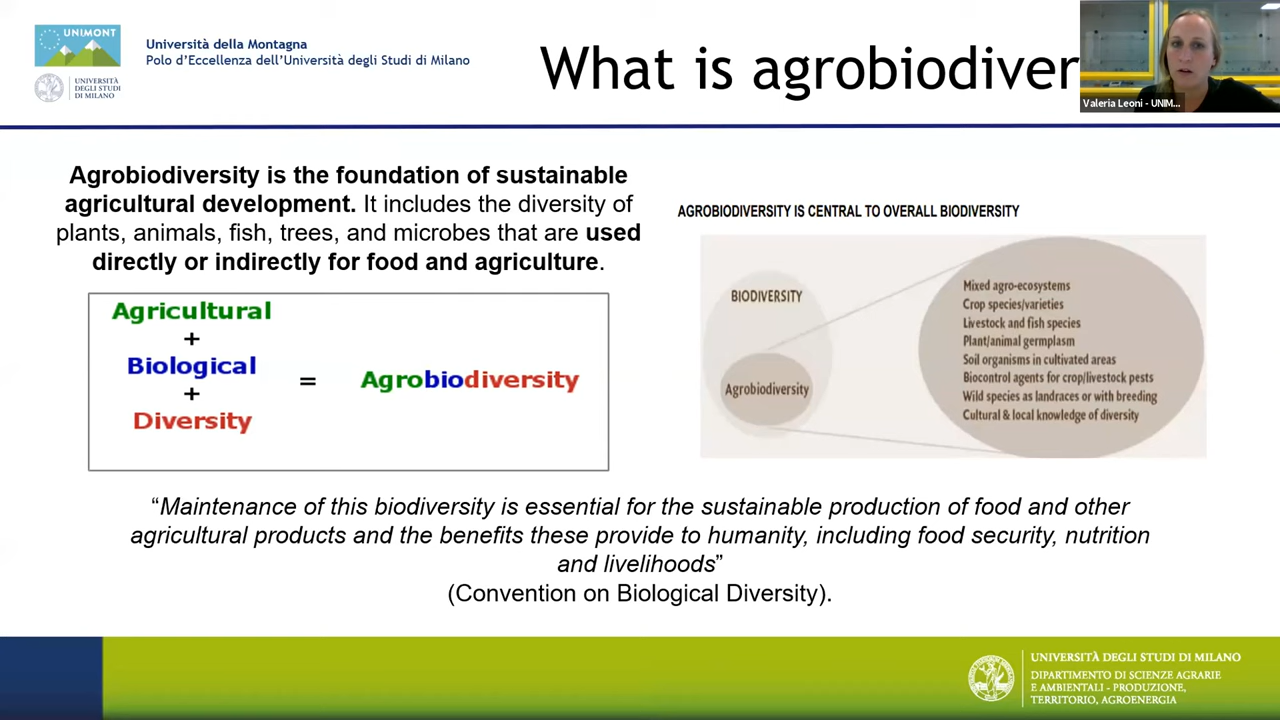 UNIMONT
UNIVERSITÀ
DEGLI STUDI
DI MILANO
Università della Montagna
Polo d'Eccellenza dell'Università degli Studi di Milano
What is agrobiodiver
Valeria Leoni - UNIM...
Agrobiodiversity is the foundation of sustainable
agricultural development. It includes the diversity of
plants, animals, fish, trees, and microbes that are used
directly or indirectly for food and agriculture.
Agricultural
+
Biological
+
Diversity
=
Agrobiodiversity
AGROBIODIVERSITY IS CENTRAL TO OVERALL BIODIVERSITY
BIODIVERSITY
Agrobiodiversity
Mixed agro-ecosystems
Crop species/varieties
Livestock and fish species
Plant/animal germplasm
Soil organisms in cultivated areas
Biocontrol agents for crop/livestock pests
Wild species as landraces or with breeding
Cultural & local knowledge of diversity
“Maintenance of this biodiversity is essential for the sustainable production of food and other
agricultural products and the benefits these provide to humanity, including food security, nutrition
and livelihoods”
(Convention on Biological Diversity).
UNIVERSITÀ DEGLI STUDI DI MILANO
DIPARTIMENTO DI SCIENZE AGRARIE
E AMBIENTALI - PRODUZIONE,
TERRITORIO, AGROENERGIA